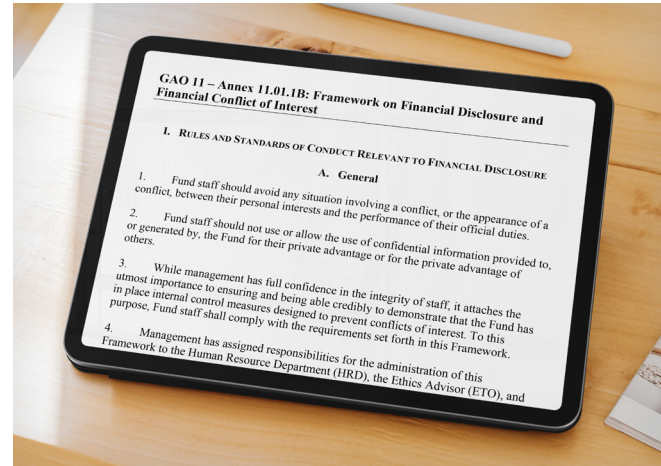 GAO 11 – Annex 11.01.1B: Framework on Financial Disclosure and
Financial Conflict of Interest
I. RULES AND STANDARDS OF CONDUCT RELEVANT TO FINANCIAL DISCLOSURE
A. General
1. Fund staff should avoid any situation involving a conflict, or the appearance of a
conflict, between their personal interests and the performance of their official duties.
2. Fund staff should not use or allow the use of confidential information provided to,
or generated by, the Fund for their private advantage or for the private advantage of
others.
3. While management has full confidence in the integrity of staff, it attaches the
utmost importance to ensuring and being able credibly to demonstrate that the Fund has
in place internal control measures designed to prevent conflicts of interest. To this
purpose, Fund staff shall comply with the requirements set forth in this Framework.
4. Management has assigned responsibilities for the administration of this
Framework to the Human Resource Department (HRD), the Ethics Advisor (ETO), and